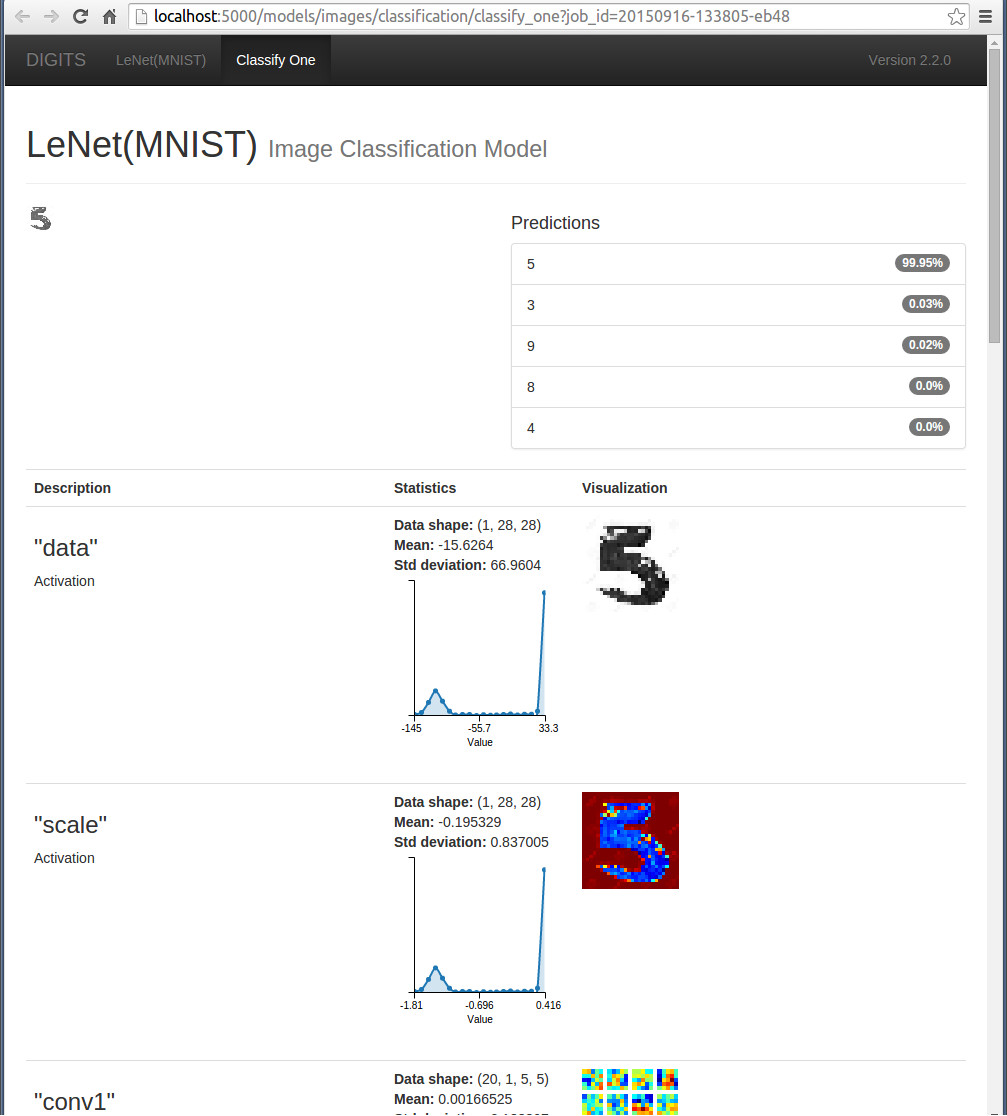 localhost:5000/models/images/classification/classify_one?job_id=20150916-133805-eb48
DIGITS LeNet(MNIST) Classify One Version 2.2.0
LeNet(MNIST) Image Classification Model
5
Predictions
5 99.95%
3 0.03%
9 0.02%
8 0.0%
4 0.0%
Description Statistics Visualization
"data"
Activation
Data shape: (1, 28, 28)
Mean: -15.6264
Std deviation: 66.9604
-145 -55.7 33.3
Value
5
"scale"
Activation
Data shape: (1, 28, 28)
Mean: -0.195329
Std deviation: 0.837005
-1.81 -0.696 0.416
Value
5
"conv1"
Data shape: (20, 1, 5, 5)
Mean: 0.00166525